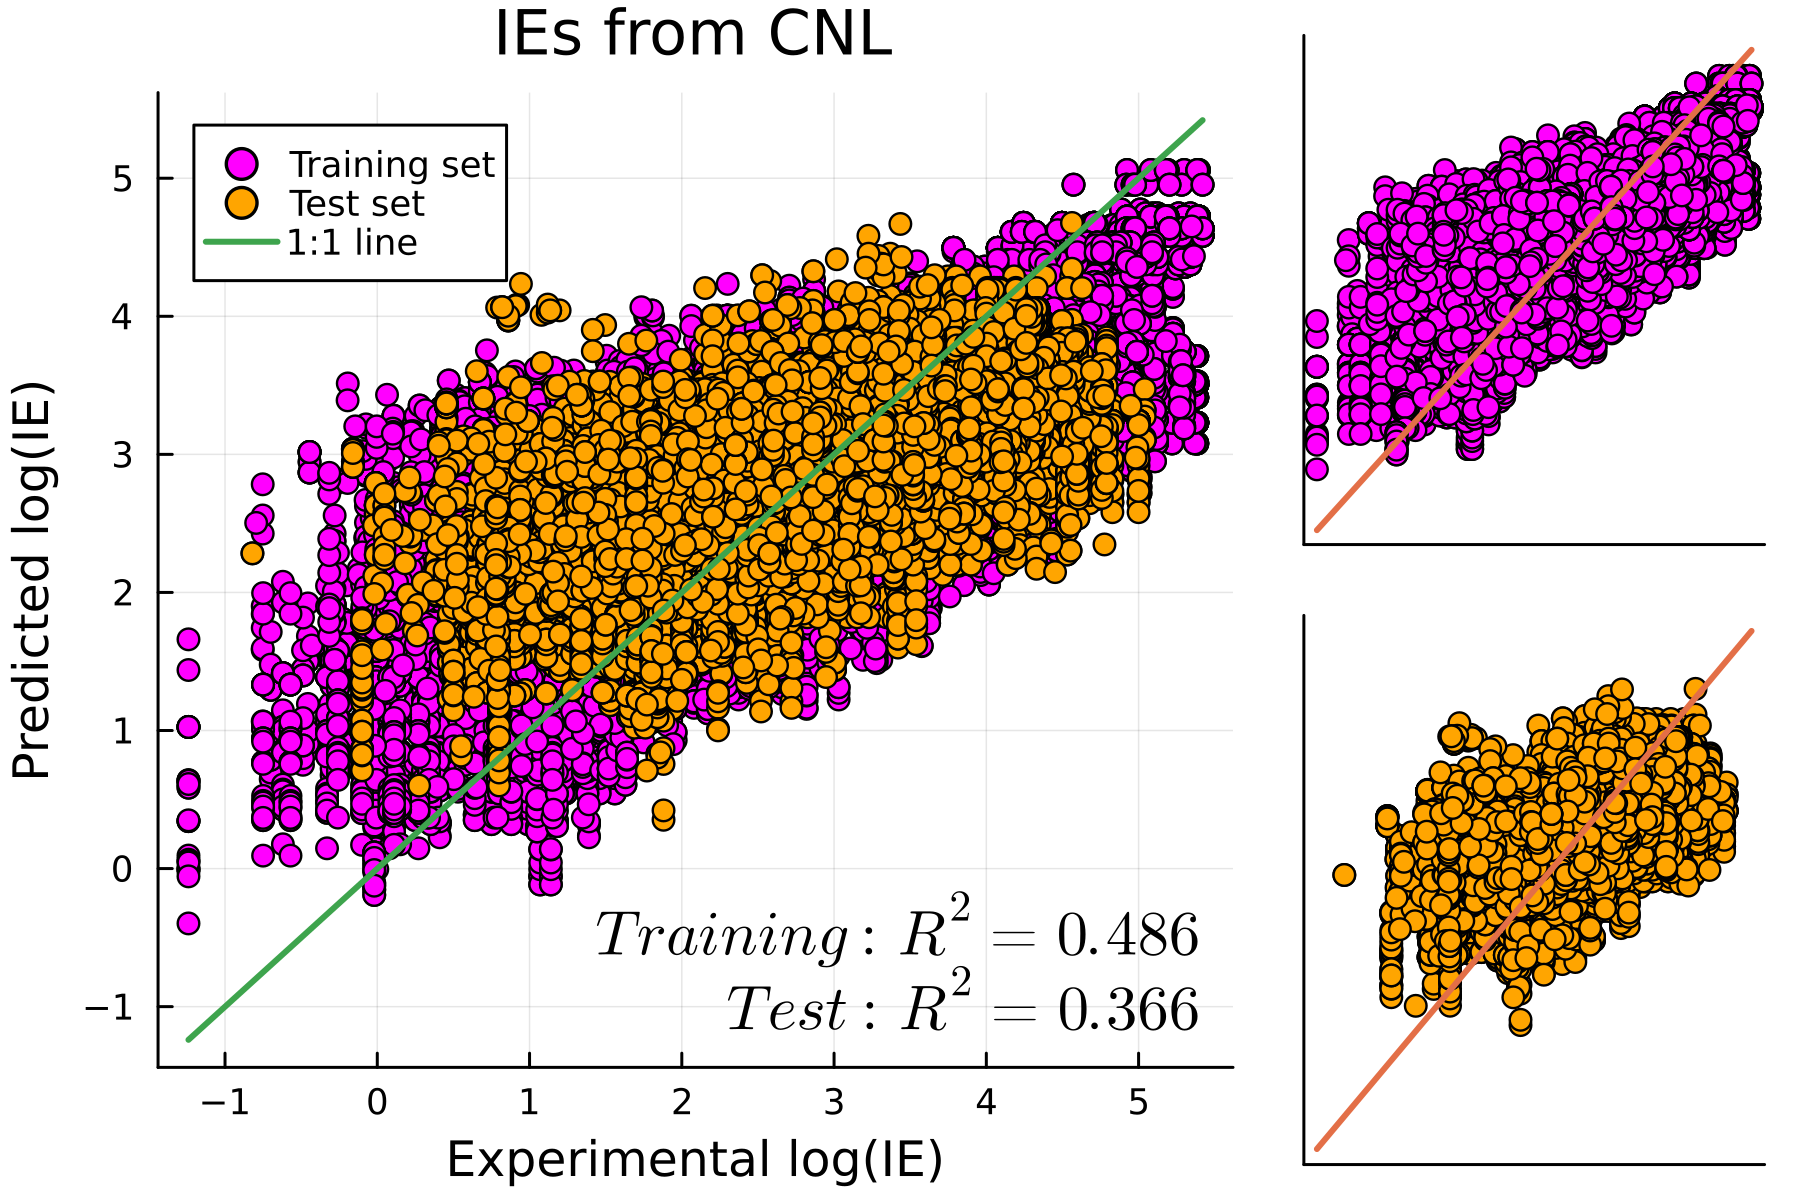 IEs from CNL
Training set
Test set
1:1 line
Predicted log(IE)
5
4
3
2
1
0
−1
Training : R² = 0.486
Test : R² = 0.366
−1 0 1 2 3 4 5
Experimental log(IE)